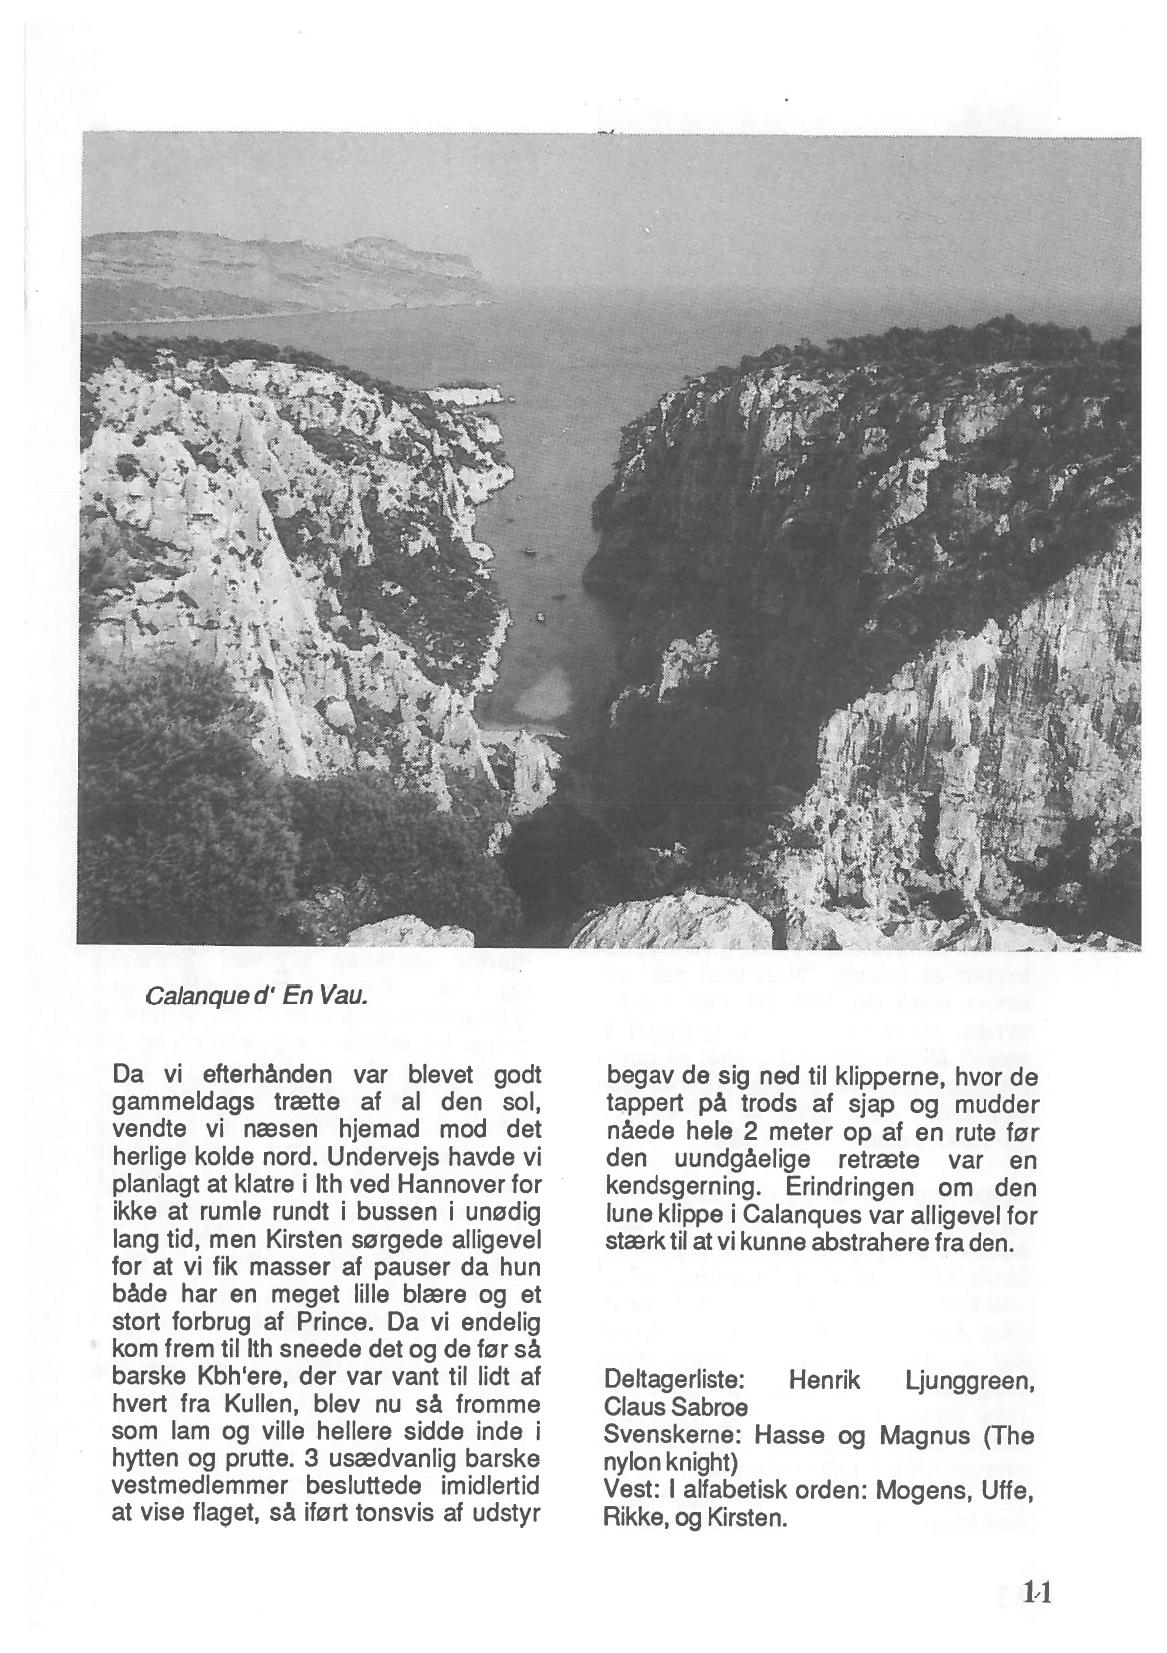 Calanque d' En Vau.
Da vi efterhånden var blevet godt
gammeldags trætte af al den sol,
vendte vi næsen hjemad mod det
herlige kolde nord. Undervejs havde vi
planlagt at klatre i Ith ved Hannover for
ikke at rumle rundt i bussen i unødig
lang tid, men Kirsten sørgede alligevel
for at vi fik masser af pauser da hun
både har en meget lille blære og et
stort forbrug af Prince. Da vi endelig
kom frem til Ith sneede det og de før så
barske Kbh'ere, der var vant til lidt af
hvert fra Kullen, blev nu så fromme
som lam og ville hellere sidde inde i
hytten og prutte. 3 usædvanlig barske
vestmedlemmer besluttede imidlertid
at vise flaget, så iført tonsvis af udstyr
begav de sig ned til klipperne, hvor de
tappert på trods af sjap og mudder
nåede hele 2 meter op af en rute før
den uundgåelige retræte var en
kendsgerning. Erindringen om den
lune klippe i Calanques var alligevel for
stærk til at vi kunne abstrahere fra den.
Deltagerliste: Henrik Ljunggreen,
Claus Sabroe
Svenskerne: Hasse og Magnus (The
nylon knight)
Vest: I alfabetisk orden: Mogens, Uffe,
Rikke, og Kirsten.
11